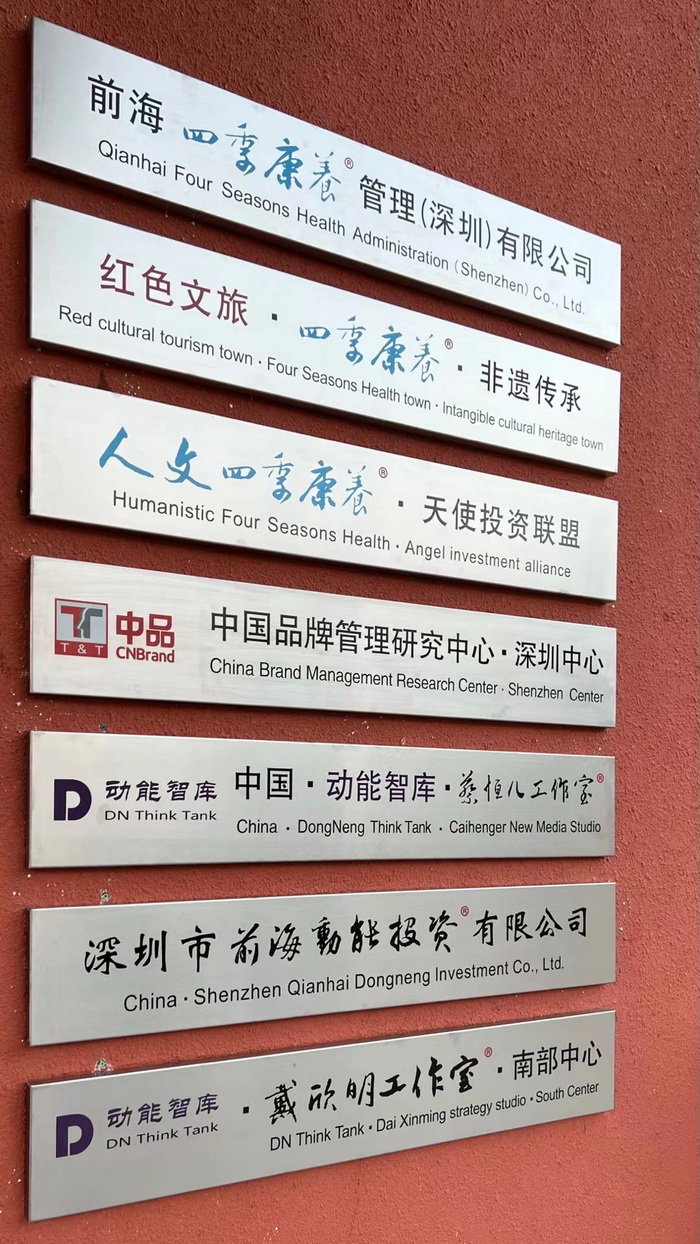 前海 四季康養® 管理(深圳)有限公司
Qianhai Four Seasons Health Administration (Shenzhen) Co., Ltd.
红色文旅 · 四季康養® · 非遗传承
Red cultural tourism town · Four Seasons Health town · Intangible cultural heritage town
人文四季康養® · 天使投资联盟
Humanistic Four Seasons Health · Angel investment alliance
T&T 中品 CNBrand
中国品牌管理研究中心·深圳中心
China Brand Management Research Center · Shenzhen Center
动能智库
DN Think Tank
中国·动能智库·蔡恒儿工作室®
China · DongNeng Think Tank · Caihenger New Media Studio
深圳市前海動能投資®有限公司
China · Shenzhen Qianhai Dongneng Investment Co., Ltd.
动能智库
DN Think Tank
·戴欣明工作室®·南部中心
DN Think Tank · Dai Xinming strategy studio · South Center